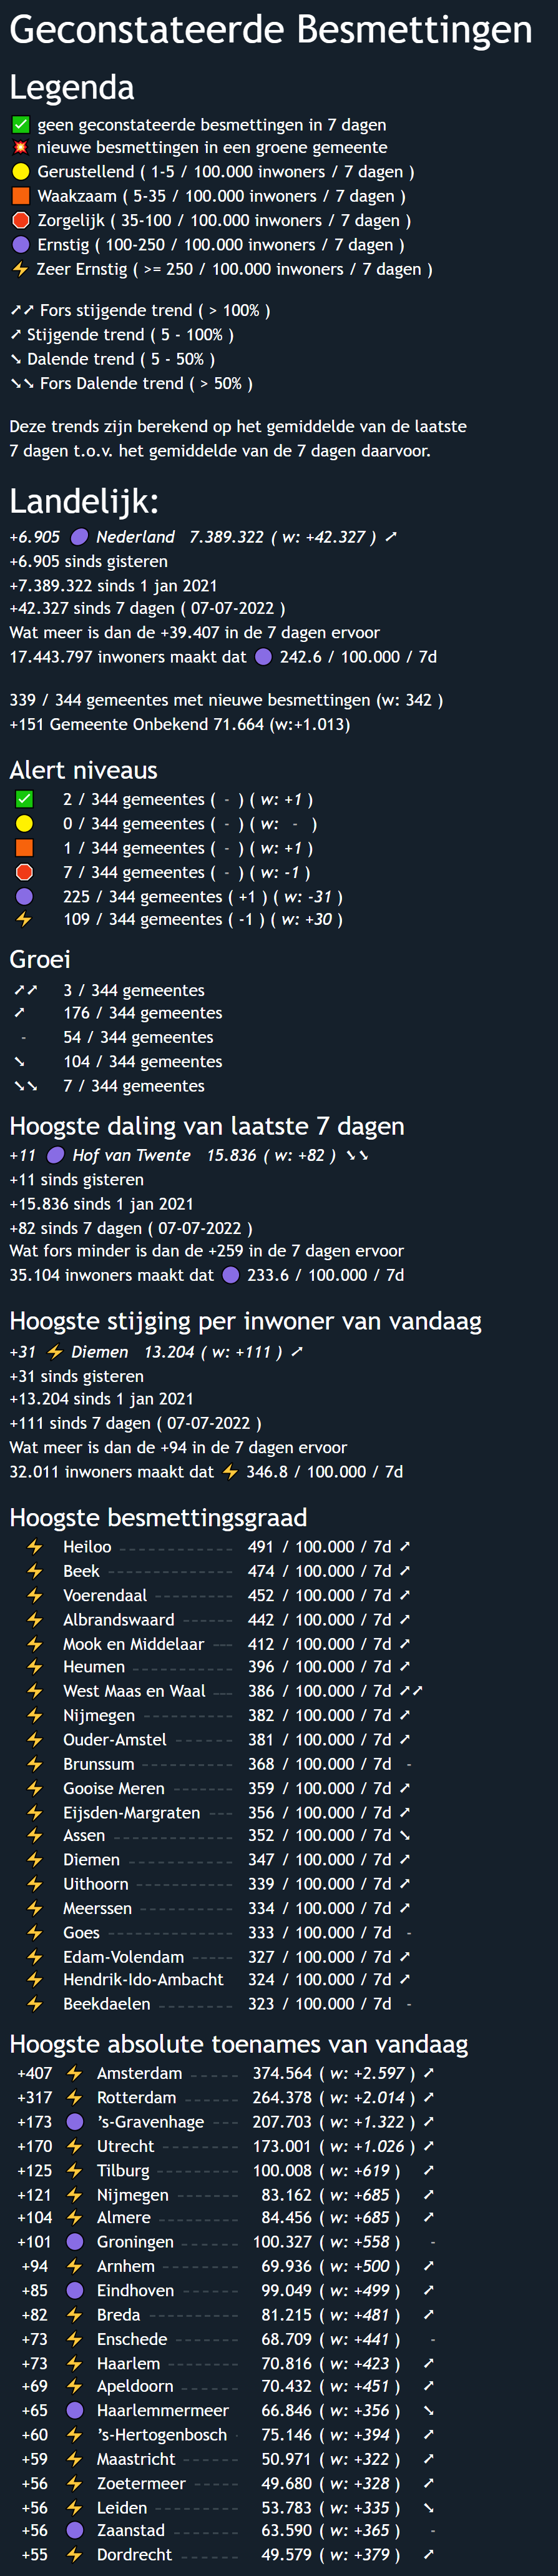 Geconstateerde Besmettingen
Legenda
✅ geen geconstateerde besmettingen in 7 dagen
💥 nieuwe besmettingen in een groene gemeente
🟡 Gerustellend ( 1-5 / 100.000 inwoners / 7 dagen )
🟧 Waakzaam ( 5-35 / 100.000 inwoners / 7 dagen )
🛑 Zorgelijk ( 35-100 / 100.000 inwoners / 7 dagen )
🟣 Ernstig ( 100-250 / 100.000 inwoners / 7 dagen )
⚡ Zeer Ernstig ( >= 250 / 100.000 inwoners / 7 dagen )
➚➚ Fors stijgende trend ( > 100% )
➚ Stijgende trend ( 5 - 100% )
➘ Dalende trend ( 5 - 50% )
➘➘ Fors Dalende trend ( > 50% )
Deze trends zijn berekend op het gemiddelde van de laatste
7 dagen t.o.v. het gemiddelde van de 7 dagen daarvoor.
Landelijk:
+6.905 🟣 Nederland 7.389.322 ( w: +42.327 ) ➚
+6.905 sinds gisteren
+7.389.322 sinds 1 jan 2021
+42.327 sinds 7 dagen ( 07-07-2022 )
Wat meer is dan de +39.407 in de 7 dagen ervoor
17.443.797 inwoners maakt dat 🟣 242.6 / 100.000 / 7d
339 / 344 gemeentes met nieuwe besmettingen (w: 342 )
+151 Gemeente Onbekend 71.664 (w:+1.013)
Alert niveaus
✅ 2 / 344 gemeentes ( - ) ( w: +1 )
🟡 0 / 344 gemeentes ( - ) ( w: - )
🟧 1 / 344 gemeentes ( - ) ( w: +1 )
🛑 7 / 344 gemeentes ( - ) ( w: -1 )
🟣 225 / 344 gemeentes ( +1 ) ( w: -31 )
⚡ 109 / 344 gemeentes ( -1 ) ( w: +30 )
Groei
➚➚ 3 / 344 gemeentes
➚ 176 / 344 gemeentes
- 54 / 344 gemeentes
➘ 104 / 344 gemeentes
➘➘ 7 / 344 gemeentes
Hoogste daling van laatste 7 dagen
+11 🟣 Hof van Twente 15.836 ( w: +82 ) ➘➘
+11 sinds gisteren
+15.836 sinds 1 jan 2021
+82 sinds 7 dagen ( 07-07-2022 )
Wat fors minder is dan de +259 in de 7 dagen ervoor
35.104 inwoners maakt dat 🟣 233.6 / 100.000 / 7d
Hoogste stijging per inwoner van vandaag
+31 ⚡ Diemen 13.204 ( w: +111 ) ➚
+31 sinds gisteren
+13.204 sinds 1 jan 2021
+111 sinds 7 dagen ( 07-07-2022 )
Wat meer is dan de +94 in de 7 dagen ervoor
32.011 inwoners maakt dat ⚡ 346.8 / 100.000 / 7d
Hoogste besmettingsgraad
⚡ Heiloo 491 / 100.000 / 7d ➚
⚡ Beek 474 / 100.000 / 7d ➚
⚡ Voerendaal 452 / 100.000 / 7d ➚
⚡ Albrandswaard 442 / 100.000 / 7d ➚
⚡ Mook en Middelaar 412 / 100.000 / 7d ➚
⚡ Heumen 396 / 100.000 / 7d ➚
⚡ West Maas en Waal 386 / 100.000 / 7d ➚➚
⚡ Nijmegen 382 / 100.000 / 7d ➚
⚡ Ouder-Amstel 381 / 100.000 / 7d ➚
⚡ Brunssum 368 / 100.000 / 7d -
⚡ Gooise Meren 359 / 100.000 / 7d ➚
⚡ Eijsden-Margraten 356 / 100.000 / 7d ➚
⚡ Assen 352 / 100.000 / 7d ➘
⚡ Diemen 347 / 100.000 / 7d ➚
⚡ Uithoorn 339 / 100.000 / 7d ➚
⚡ Meerssen 334 / 100.000 / 7d ➚
⚡ Goes 333 / 100.000 / 7d -
⚡ Edam-Volendam 327 / 100.000 / 7d ➚
⚡ Hendrik-Ido-Ambacht 324 / 100.000 / 7d ➚
⚡ Beekdaelen 323 / 100.000 / 7d -
Hoogste absolute toenames van vandaag
+407 ⚡ Amsterdam 374.564 ( w: +2.597 ) ➚
+317 ⚡ Rotterdam 264.378 ( w: +2.014 ) ➚
+173 🟣 's-Gravenhage 207.703 ( w: +1.322 ) ➚
+170 ⚡ Utrecht 173.001 ( w: +1.026 ) ➚
+125 ⚡ Tilburg 100.008 ( w: +619 ) ➚
+121 ⚡ Nijmegen 83.162 ( w: +685 ) ➚
+104 ⚡ Almere 84.456 ( w: +685 ) ➚
+101 🟣 Groningen 100.327 ( w: +558 ) -
+94 ⚡ Arnhem 69.936 ( w: +500 ) ➚
+85 🟣 Eindhoven 99.049 ( w: +499 ) ➚
+82 ⚡ Breda 81.215 ( w: +481 ) ➚
+73 ⚡ Enschede 68.709 ( w: +441 ) -
+73 ⚡ Haarlem 70.816 ( w: +423 ) ➚
+69 ⚡ Apeldoorn 70.432 ( w: +451 ) ➚
+65 🟣 Haarlemmermeer 66.846 ( w: +356 ) ➘
+60 ⚡ 's-Hertogenbosch 75.146 ( w: +394 ) ➚
+59 ⚡ Maastricht 50.971 ( w: +322 ) ➚
+56 ⚡ Zoetermeer 49.680 ( w: +328 ) ➚
+56 ⚡ Leiden 53.783 ( w: +335 ) ➘
+56 🟣 Zaanstad 63.590 ( w: +365 ) -
+55 ⚡ Dordrecht 49.579 ( w: +379 ) ➚